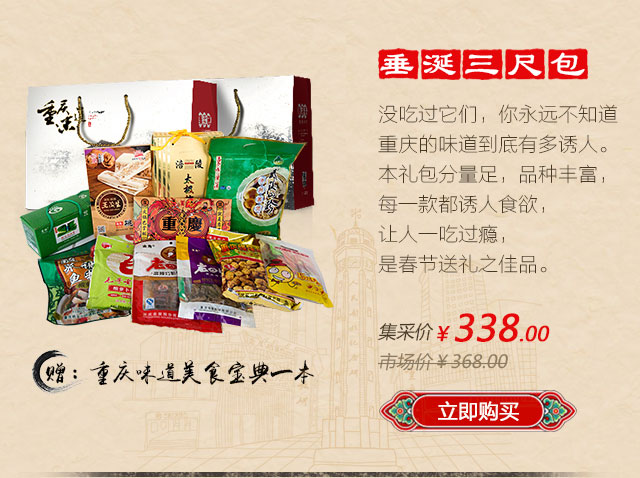 垂涎三尺包
没吃过它们，你永远不知道
重庆的味道到底有多诱人。
本礼包分量足，品种丰富，
每一款都诱人食欲，
让人一吃过瘾，
是春节送礼之佳品。
集采价 ¥338.00
市场价 ¥368.00
立即购买
重庆
涪陵
太极
重慶
赠：重庆味道美食宝典一本